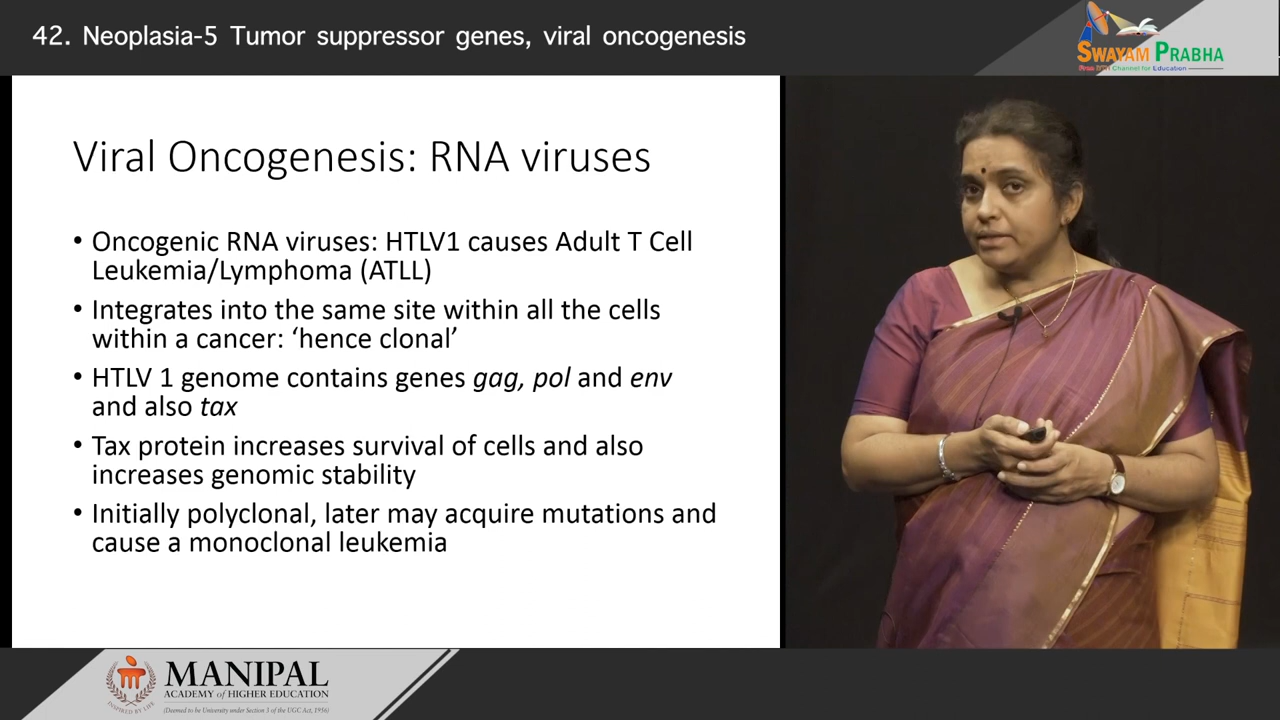 42. Neoplasia-5 Tumor suppressor genes, viral oncogenesis
SWAYAM PRABHA
Free DTH Channel for Education
Viral Oncogenesis: RNA viruses
• Oncogenic RNA viruses: HTLV1 causes Adult T Cell
Leukemia/Lymphoma (ATLL)
• Integrates into the same site within all the cells
within a cancer: ‘hence clonal’
• HTLV 1 genome contains genes gag, pol and env
and also tax
• Tax protein increases survival of cells and also
increases genomic stability
• Initially polyclonal, later may acquire mutations and
cause a monoclonal leukemia
INSPIRED BY LIFE
MANIPAL
ACADEMY of HIGHER EDUCATION
(Deemed to be University under Section 3 of the UGC Act, 1956)